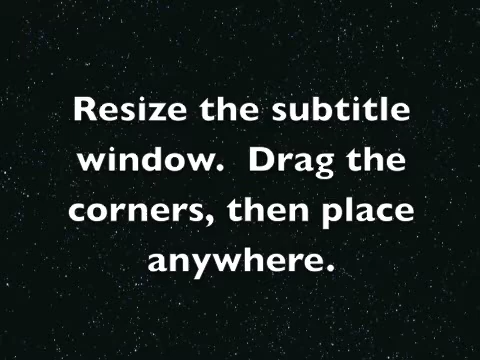 Resize the subtitle
window.  Drag the
corners, then place
anywhere.